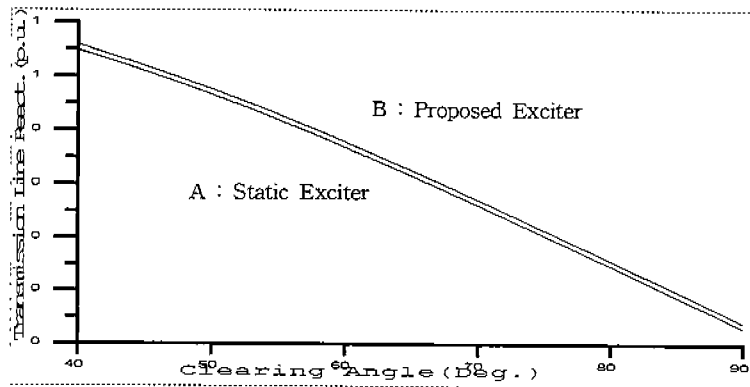 Transmission Line React.(p.u.)
1
1
0
0
0
0
0
B : Proposed Exciter
A : Static Exciter
40 50 60 70 80 90
Clearing Angle(Deg.)